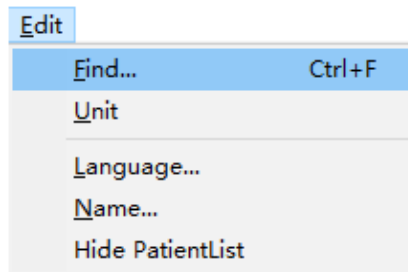 Edit
Find... Ctrl+F
Unit
Language...
Name...
Hide PatientList